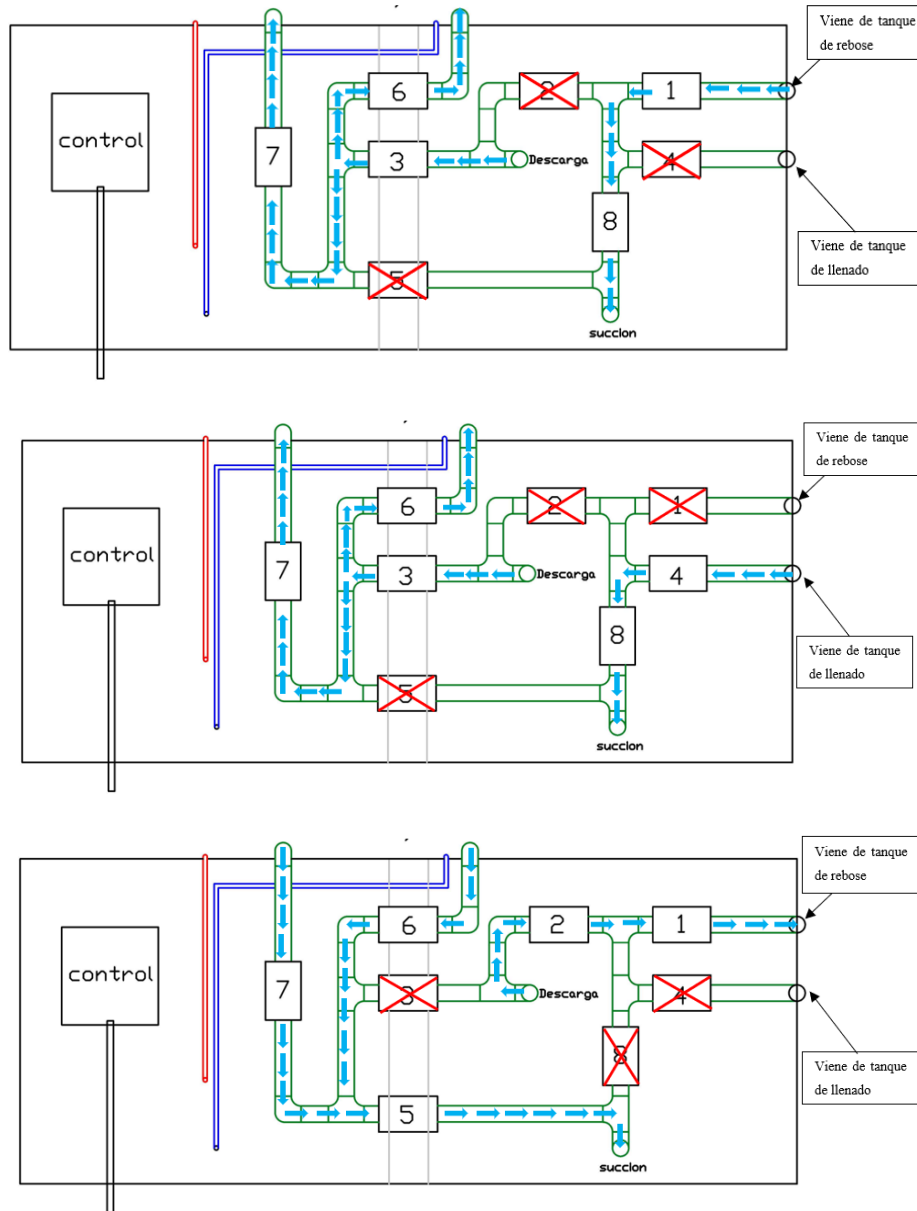 Viene de tanque
de rebose
6
2
1
control
7
3
Descarga
4
Viene de tanque
de llenado
8
5
succion
Viene de tanque
de rebose
6
2
1
control
7
3
Descarga
4
8
Viene de tanque
de llenado
5
succion
Viene de tanque
de rebose
6
2
1
control
7
3
Descarga
4
8
Viene de tanque
de llenado
5
succion